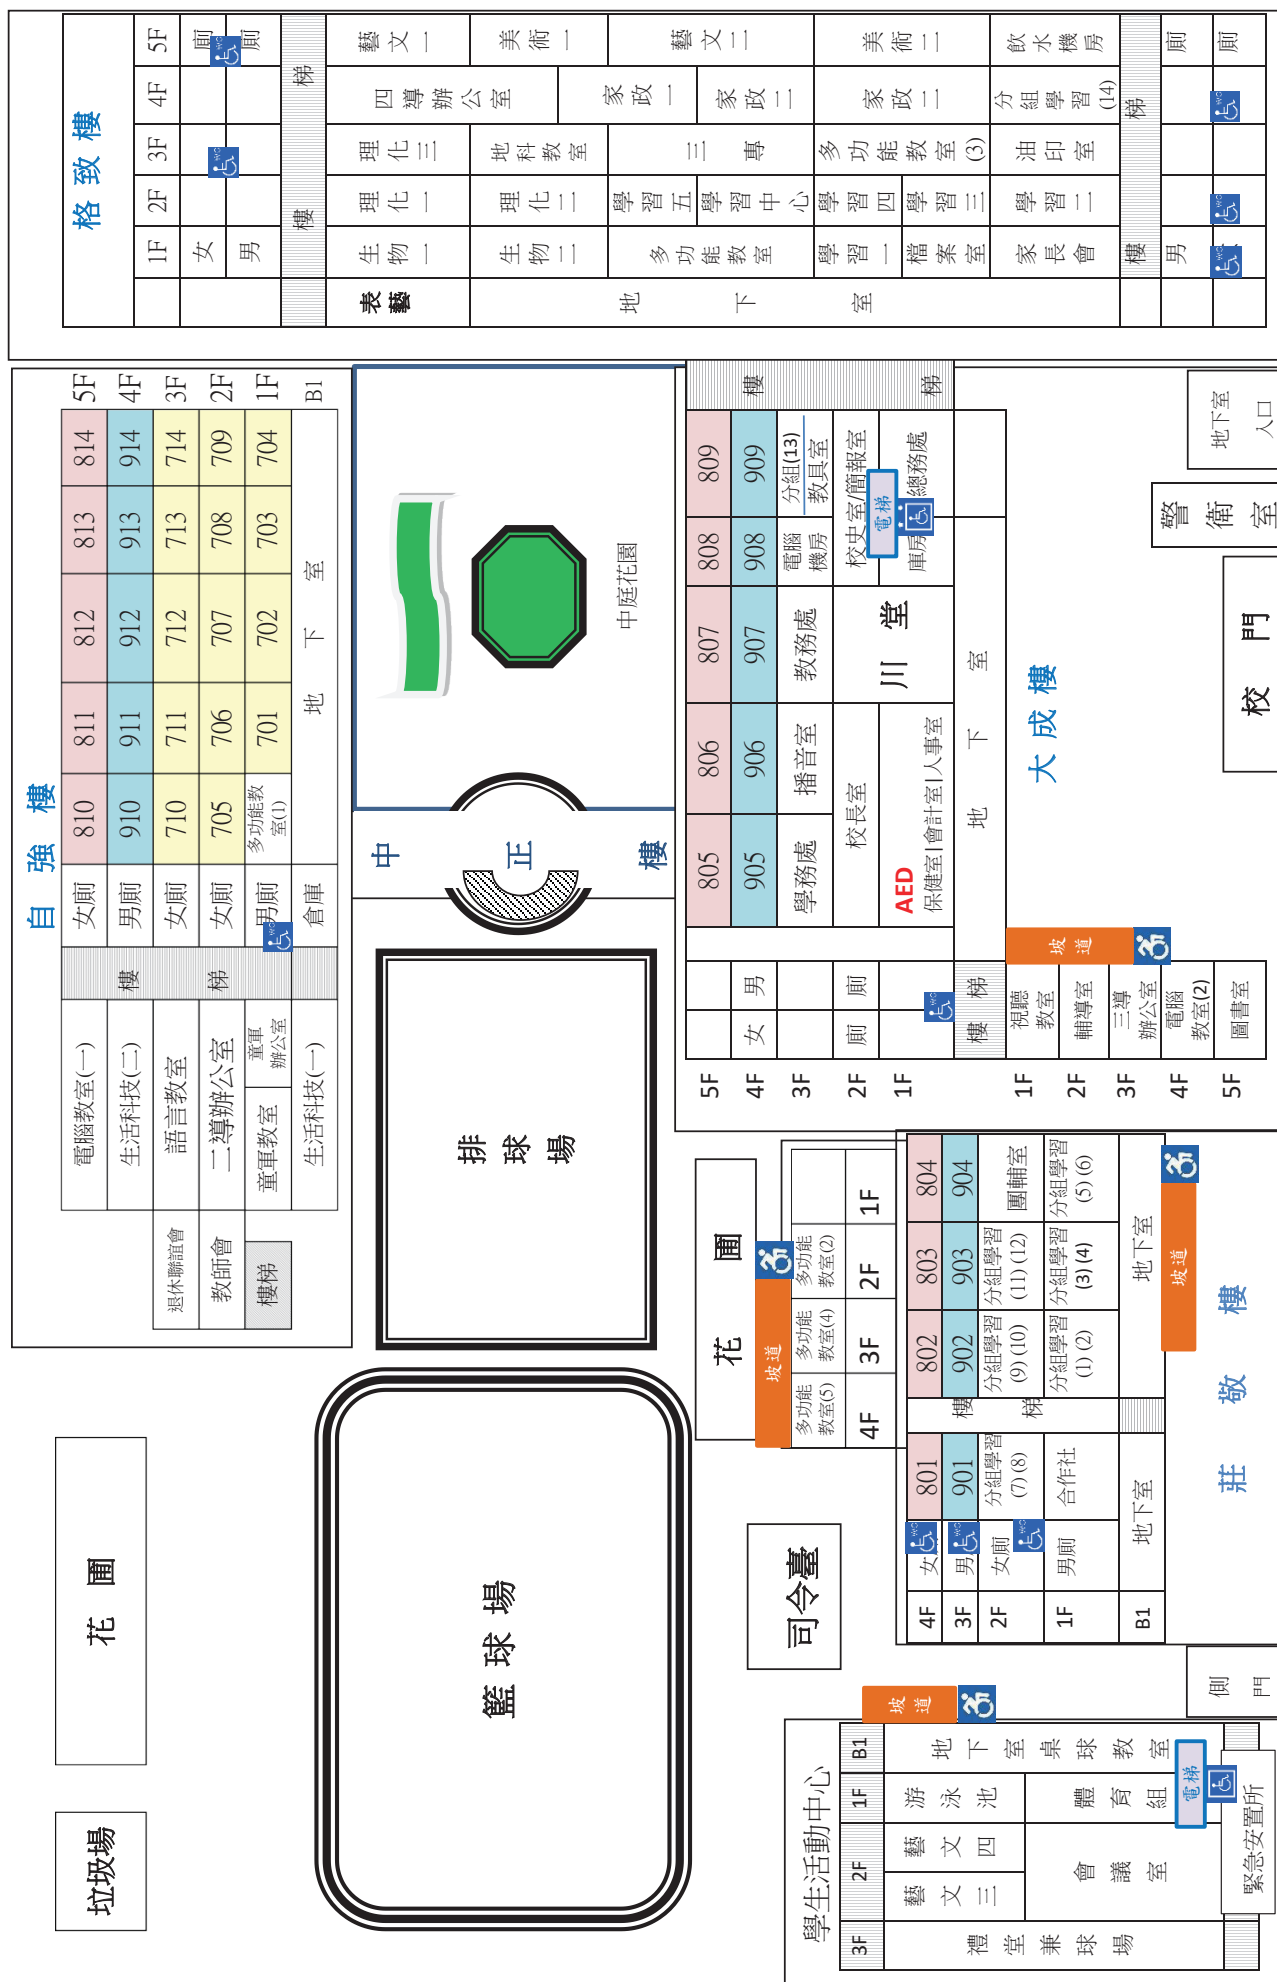 格致樓
5F 廁 廁 梯 藝文一 美術一 藝文二 美術二 飲水機房 廁 廁
4F 四導辦公室 家政一 家政二 家政二 分組學習(14) 梯
3F 理化三 地科教室 三專 多功能教室(3) 油印室
2F 樓 理化一 理化二 學習五 學習中心 學習四 學習三 學習二
1F 女 男 生物一 生物二 多功能教室 學習一 檔案室 家長會 樓 男
表藝 地下室
自強樓
電腦教室(一) 女廁 810 811 812 813 814 5F
生活科技(二) 樓 男廁 910 911 912 913 914 4F
退休聯誼會 語言教室 女廁 710 711 712 713 714 3F
教師會 二導辦公室 梯 女廁 705 706 707 708 709 2F
樓梯 童軍教室 童軍辦公室 男廁 多功能教室(1) 701 702 703 704 1F
生活科技(一) 倉庫 地下室 B1
中庭花園
中正樓
排球場
籃球場
花圃
垃圾場
大成樓
5F 805 806 807 808 809 樓
4F 女 男 905 906 907 908 909
3F 學務處 播音室 教務處 電腦機房 分組(13) 教具室
2F 廁 廁 校長室 川堂 校史室/簡報室
1F AED 保健室|會計室|人事室 庫房 總務處 梯
電梯
樓梯 地下室
1F 視聽教室
2F 輔導室
3F 三導辦公室
4F 電腦教室(2)
5F 圖書室
坡道
地下室入口
警衛室
校門
花圃
坡道
多功能教室(5) 多功能教室(4) 多功能教室(2)
4F 3F 2F 1F
4F 女 801 802 803 804
3F 男 901 902 903 904
2F 女廁 分組學習(7)(8) 樓 分組學習(9)(10) 分組學習(11)(12) 團輔室
1F 男廁 合作社 梯 分組學習(1)(2) 分組學習(3)(4) 分組學習(5)(6)
B1 地下室 地下室
坡道
莊敬樓
司令臺
側門
坡道
學生活動中心
3F 2F 1F B1
禮堂兼球場
藝文三 藝文四 會議室
游泳池 體育組
地下室桌球教室
電梯
緊急安置所